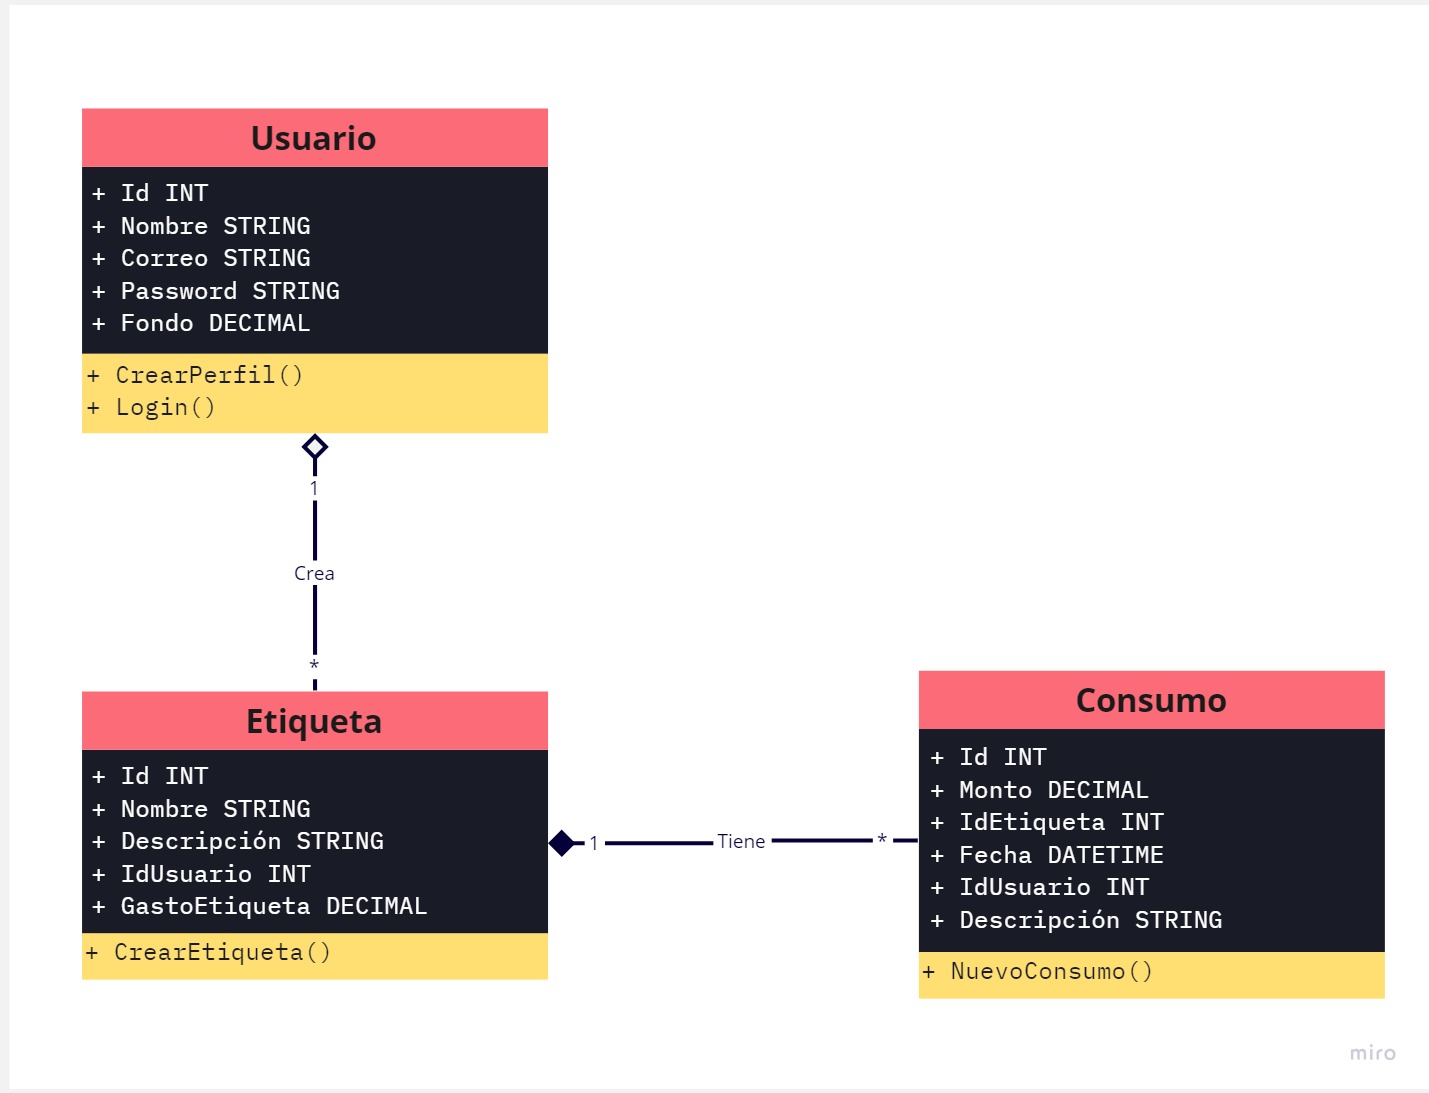 Usuario
+ Id INT
+ Nombre STRING
+ Correo STRING
+ Password STRING
+ Fondo DECIMAL
+ CrearPerfil()
+ Login()
1
Crea
*
Etiqueta
+ Id INT
+ Nombre STRING
+ Descripción STRING
+ IdUsuario INT
+ GastoEtiqueta DECIMAL
+ CrearEtiqueta()
1
Tiene
*
Consumo
+ Id INT
+ Monto DECIMAL
+ IdEtiqueta INT
+ Fecha DATETIME
+ IdUsuario INT
+ Descripción STRING
+ NuevoConsumo()
miro